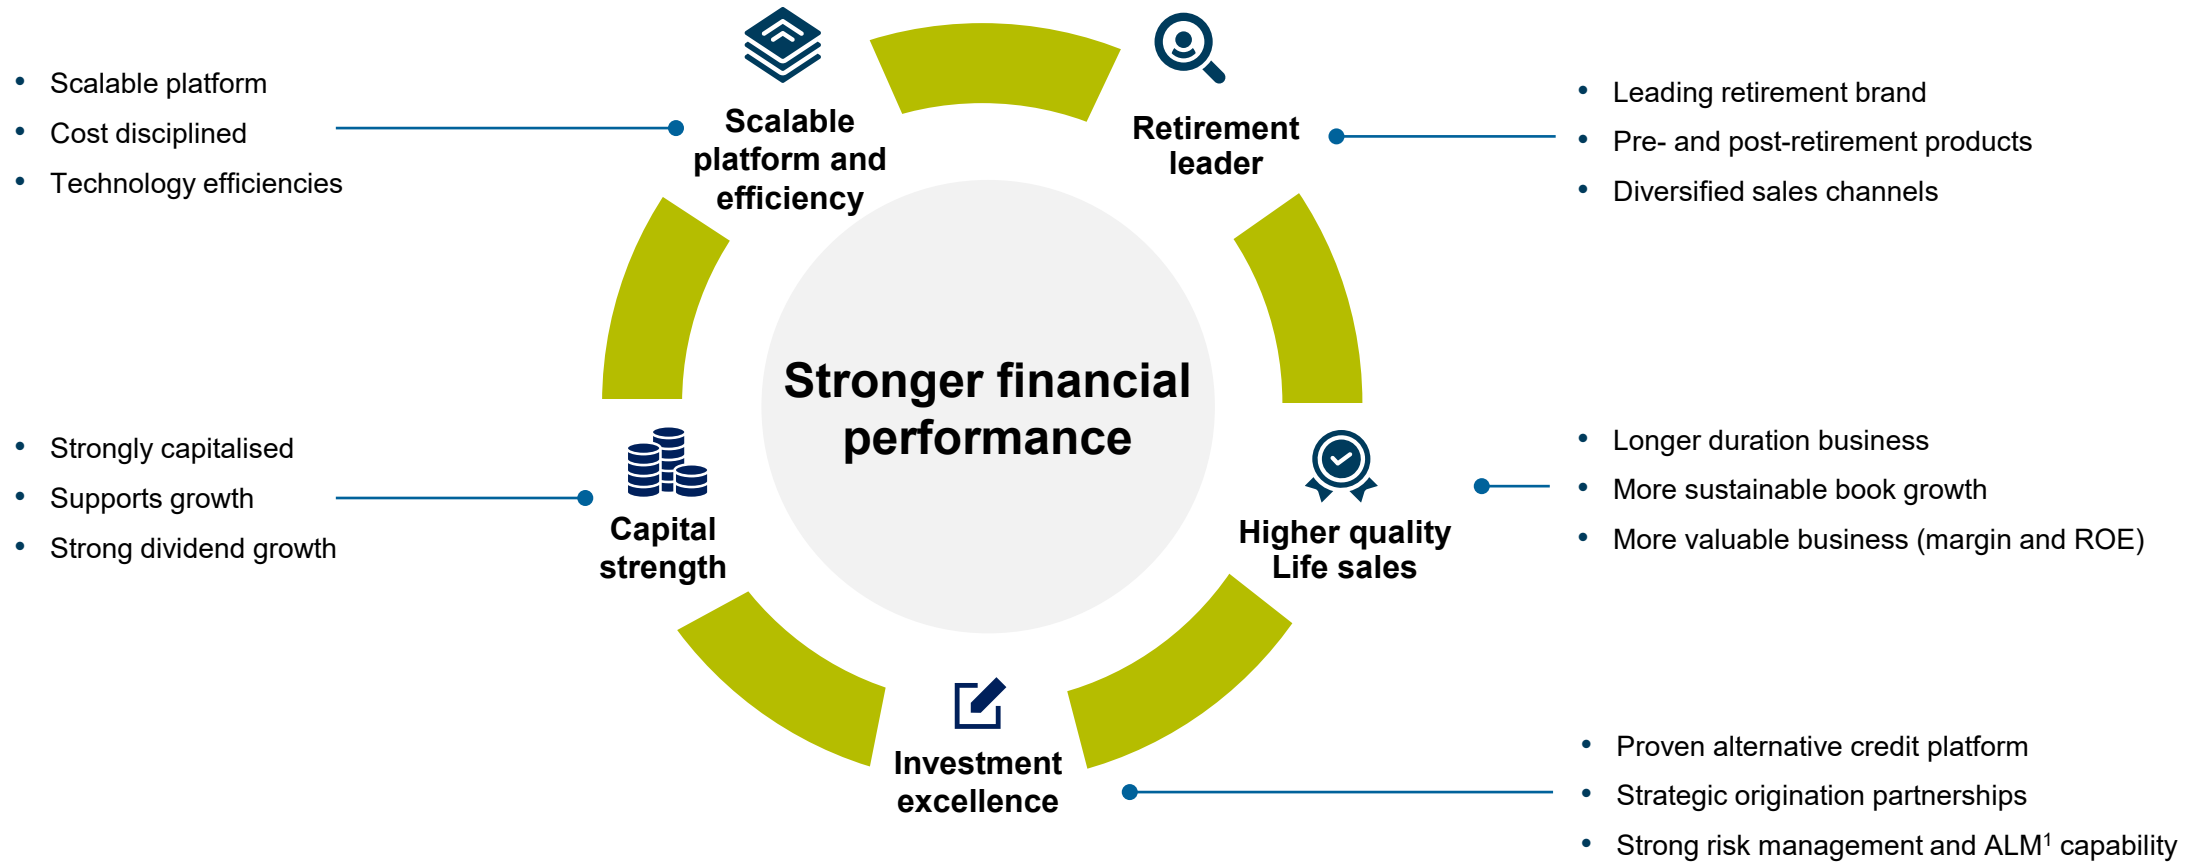 • Scalable platform
• Cost disciplined
• Technology efficiencies
Scalable
platform and
efficiency
Retirement
leader
• Leading retirement brand
• Pre- and post-retirement products
• Diversified sales channels
Stronger financial
performance
• Strongly capitalised
• Supports growth
• Strong dividend growth
Capital
strength
Higher quality
Life sales
• Longer duration business
• More sustainable book growth
• More valuable business (margin and ROE)
Investment
excellence
• Proven alternative credit platform
• Strategic origination partnerships
• Strong risk management and ALM¹ capability